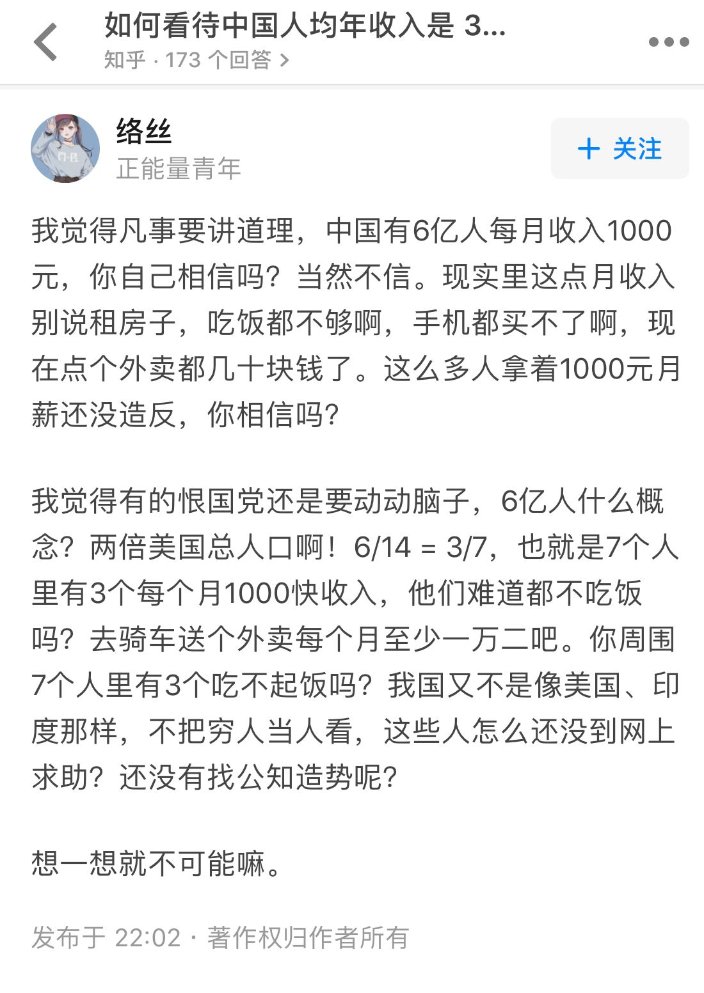 如何看待中国人均年收入是 3...
知乎 · 173 个回答 >
络丝
正能量青年
+ 关注
我觉得凡事要讲道理，中国有6亿人每月收入1000
元，你自己相信吗？当然不信。现实里这点月收入
别说租房子，吃饭都不够啊，手机都买不了啊，现
在点个外卖都几十块钱了。这么多人拿着1000元月
薪还没造反，你相信吗？
我觉得有的恨国党还是要动动脑子，6亿人什么概
念？两倍美国总人口啊！6/14 = 3/7，也就是7个人
里有3个每个月1000快收入，他们难道都不吃饭
吗？去骑车送个外卖每个月至少一万二吧。你周围
7个人里有3个吃不起饭吗？我国又不是像美国、印
度那样，不把穷人当人看，这些人怎么还没到网上
求助？还没有找公知造势呢？
想一想就不可能嘛。
发布于 22:02 · 著作权归作者所有